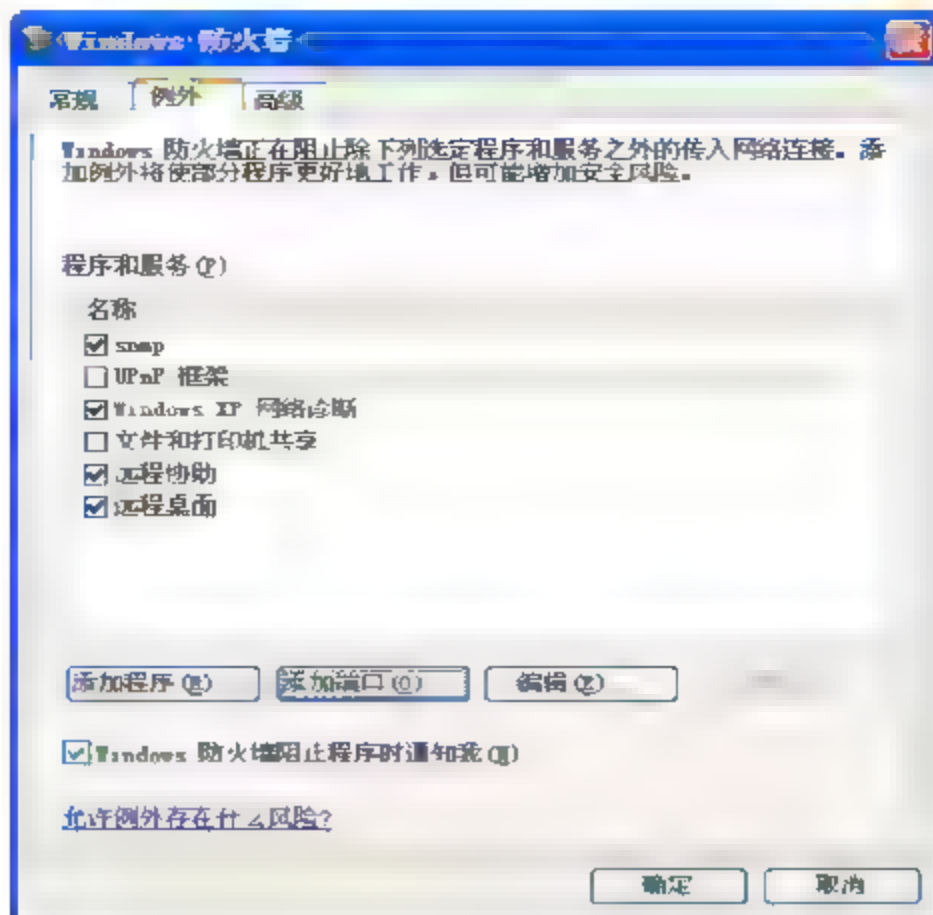 Windows 防火墙
常规 例外 高级
Windows 防火墙正在阻止除下列选定程序和服务之外的传入网络连接。添
加例外将使部分程序更好地工作，但可能增加安全风险。
程序和服务(P)
名称
snmp
UPnP 框架
Windows XP 网络诊断
文件和打印机共享
远程协助
远程桌面
添加程序(R) 添加端口(O) 编辑(E)
Windows 防火墙阻止程序时通知我(N)
允许例外存在什么风险?
确定 取消